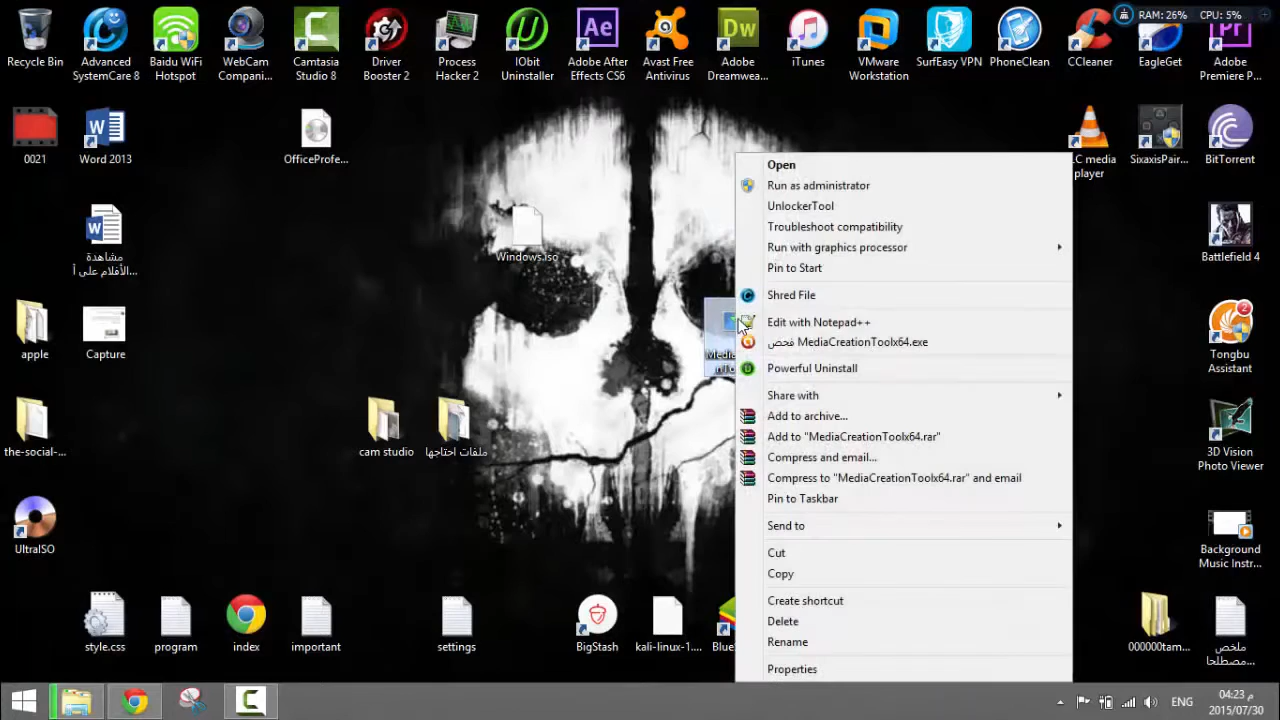 RAM: 26% CPU: 5%
Recycle Bin
Advanced
SystemCare 8
Baidu WiFi
Hotspot
WebCam
Compani...
Camtasia
Studio 8
Driver
Booster 2
Process
Hacker 2
IObit
Uninstaller
Ae
Adobe After
Effects CS6
Avast Free
Antivirus
Dw
Adobe
Dreamwea...
iTunes
VMware
Workstation
SurfEasy VPN
PhoneClean
CCleaner
EagleGet
Pr
Adobe
Premiere P...
0021
Word 2013
OfficeProfe...
C media
player
SixaxisPair...
BitTorrent
مشاهدة
الأفلام على أ...
Windows.iso
Battlefield 4
apple
Capture
2
Tongbu
Assistant
the-social-...
cam studio
ملفات احتاجها
3D Vision
Photo Viewer
UltraISO
Background
Music Instr...
style.css
program
index
important
settings
BigStash
kali-linux-1....
000000tam...
ملخص
مصطلحا...
Open
Run as administrator
UnlockerTool
Troubleshoot compatibility
Run with graphics processor
Pin to Start
Shred File
Edit with Notepad++
فحص MediaCreationToolx64.exe
Powerful Uninstall
Share with
Add to archive...
Add to "MediaCreationToolx64.rar"
Compress and email...
Compress to "MediaCreationToolx64.rar" and email
Pin to Taskbar
Send to
Cut
Copy
Create shortcut
Delete
Rename
Properties
ENG
04:23 م
2015/07/30